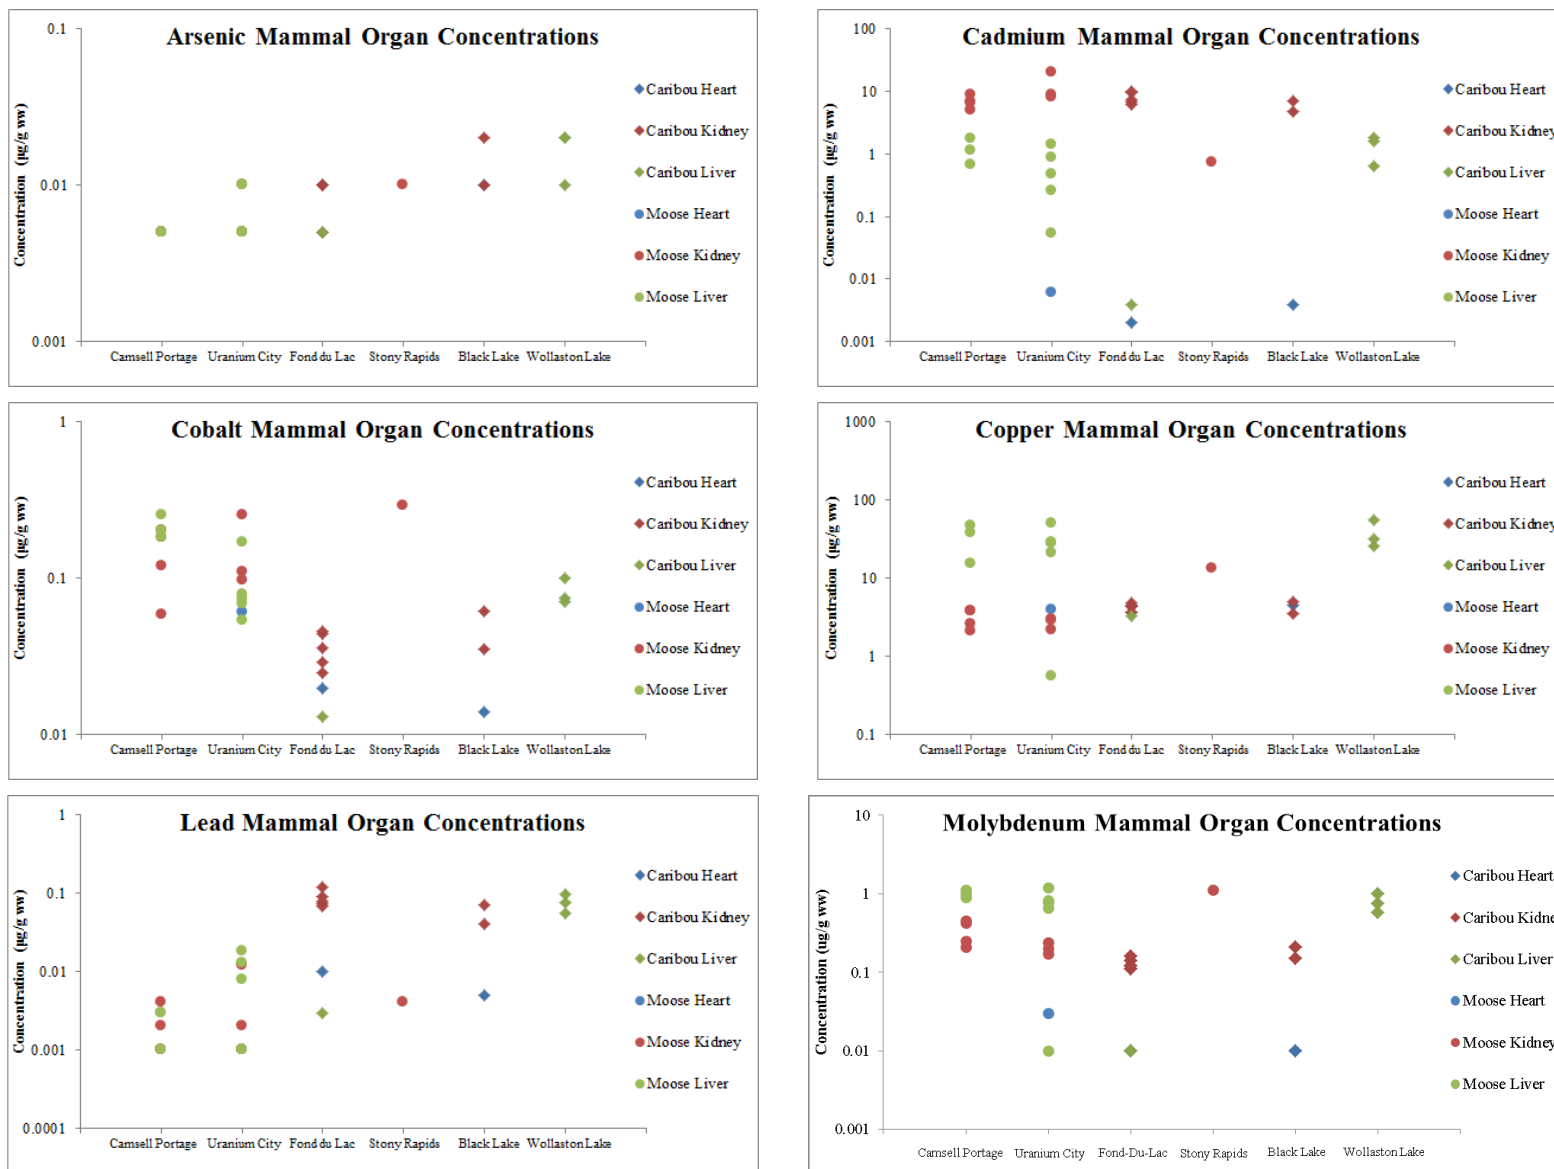 Arsenic Mammal Organ Concentrations
Concentration (µg/g ww)
0.1
0.01
0.001
Camsell Portage Uranium City Fond du Lac Stony Rapids Black Lake Wollaston Lake
Caribou Heart
Caribou Kidney
Caribou Liver
Moose Heart
Moose Kidney
Moose Liver
Cadmium Mammal Organ Concentrations
Concentration (µg/g ww)
100
10
1
0.1
0.01
0.001
Camsell Portage Uranium City Fond du Lac Stony Rapids Black Lake Wollaston Lake
Caribou Heart
Caribou Kidney
Caribou Liver
Moose Heart
Moose Kidney
Moose Liver
Cobalt Mammal Organ Concentrations
Concentration (µg/g ww)
1
0.1
0.01
Camsell Portage Uranium City Fond du Lac Stony Rapids Black Lake Wollaston Lake
Caribou Heart
Caribou Kidney
Caribou Liver
Moose Heart
Moose Kidney
Moose Liver
Copper Mammal Organ Concentrations
Concentration (µg/g ww)
1000
100
10
1
0.1
Camsell Portage Uranium City Fond du Lac Stony Rapids Black Lake Wollaston Lake
Caribou Heart
Caribou Kidney
Caribou Liver
Moose Heart
Moose Kidney
Moose Liver
Lead Mammal Organ Concentrations
Concentration (µg/g ww)
1
0.1
0.01
0.001
0.0001
Camsell Portage Uranium City Fond du Lac Stony Rapids Black Lake Wollaston Lake
Caribou Heart
Caribou Kidney
Caribou Liver
Moose Heart
Moose Kidney
Moose Liver
Molybdenum Mammal Organ Concentrations
Concentration (ug/g ww)
10
1
0.1
0.01
0.001
Camsell Portage Uranium City Fond-Du-Lac Stony Rapids Black Lake Wollaston Lake
Caribou Heart
Caribou Kidne
Caribou Liver
Moose Heart
Moose Kidney
Moose Liver